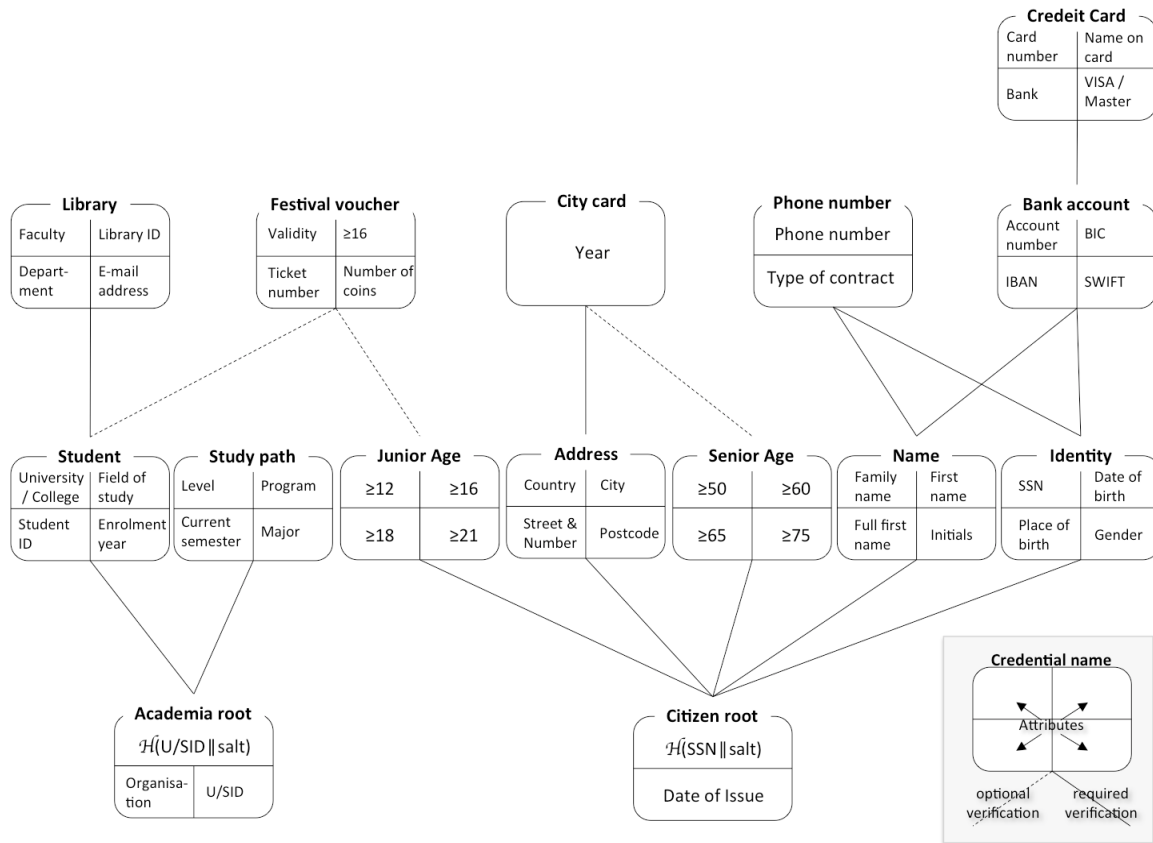 Credeit Card
Card number
Name on card
Bank
VISA / Master
Library
Faculty
Library ID
Depart-
ment
E-mail
address
Festival voucher
Validity
≥16
Ticket
number
Number of
coins
City card
Year
Phone number
Phone number
Type of contract
Bank account
Account
number
BIC
IBAN
SWIFT
Student
University
/ College
Field of
study
Student
ID
Enrolment
year
Study path
Level
Program
Current
semester
Major
Junior Age
≥12
≥16
≥18
≥21
Address
Country
City
Street &
Number
Postcode
Senior Age
≥50
≥60
≥65
≥75
Name
Family
name
First
name
Full first
name
Initials
Identity
SSN
Date of
birth
Place of
birth
Gender
Academia root
ℋ(U/SID‖salt)
Organisa-
tion
U/SID
Citizen root
ℋ(SSN‖salt)
Date of Issue
Credential name
Attributes
optional
verification
required
verification